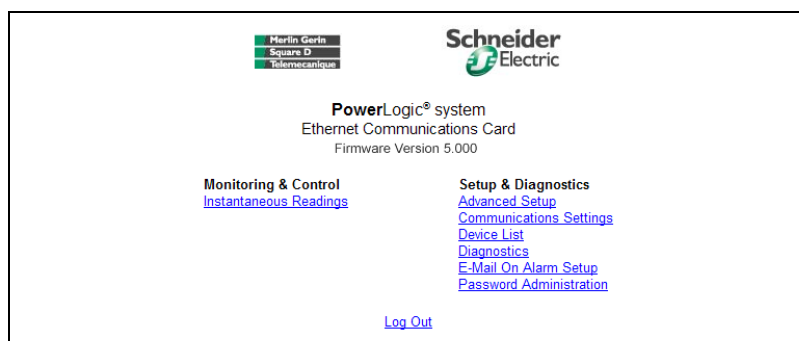 Merlin Gerin
Square D
Telemecanique
Schneider
Electric
PowerLogic® system
Ethernet Communications Card
Firmware Version 5.000
Monitoring & Control
Instantaneous Readings
Setup & Diagnostics
Advanced Setup
Communications Settings
Device List
Diagnostics
E-Mail On Alarm Setup
Password Administration
Log Out